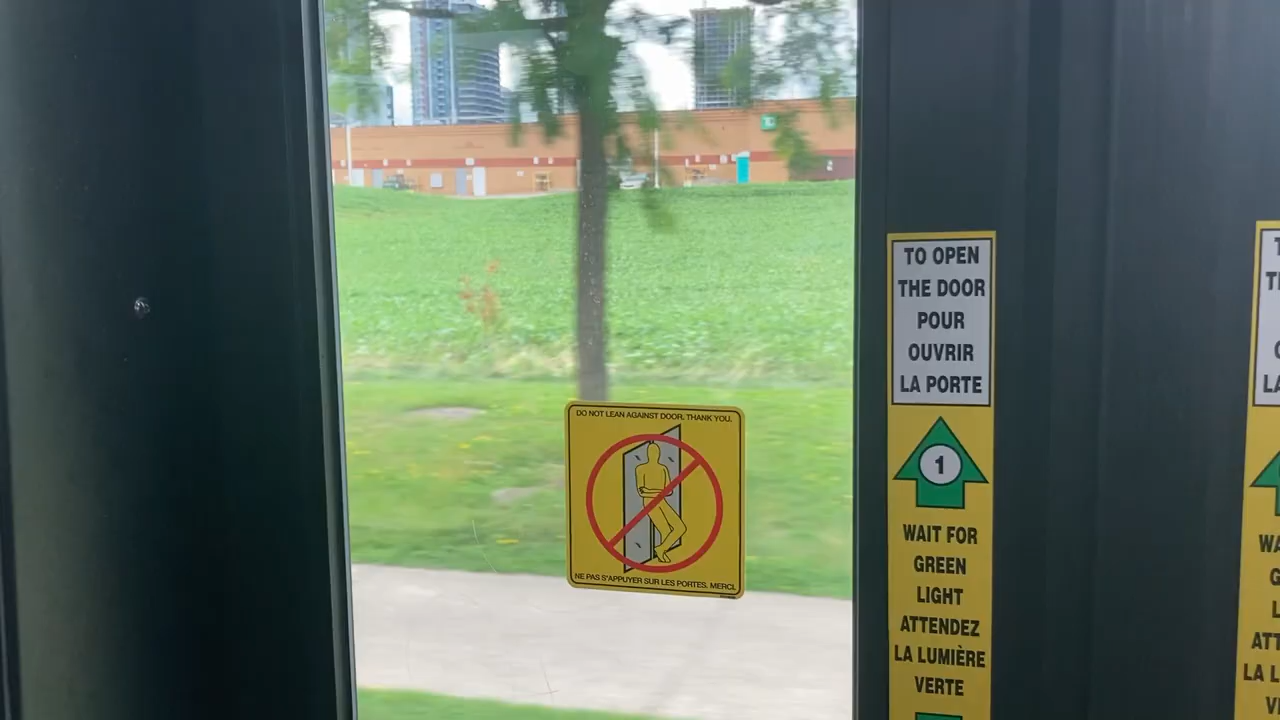 DO NOT LEAN AGAINST DOOR. THANK YOU.
NE PAS S'APPUYER SUR LES PORTES. MERCI.
TO OPEN
THE DOOR
POUR
OUVRIR
LA PORTE
1
WAIT FOR
GREEN
LIGHT
ATTENDEZ
LA LUMIÈRE
VERTE